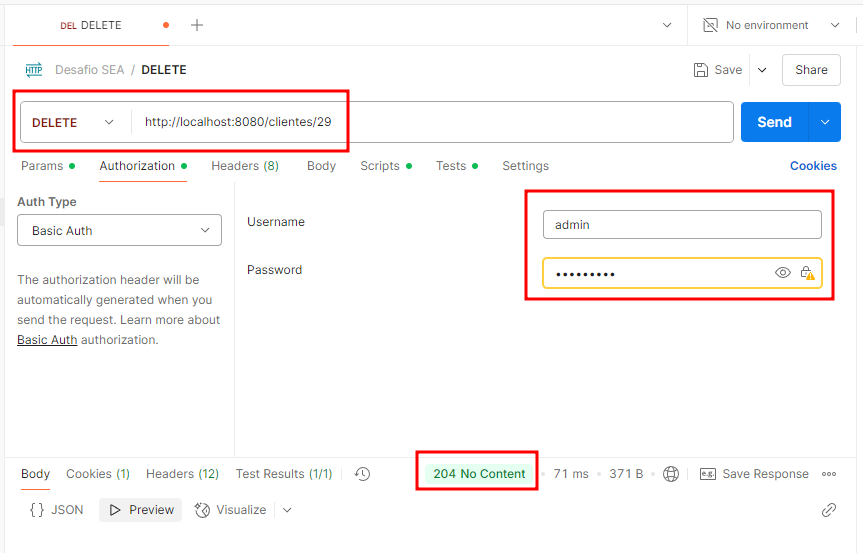 DEL DELETE
No environment
HTTP Desafio SEA / DELETE
Save
Share
DELETE
http://localhost:8080/clientes/29
Send
Params
Authorization
Headers (8)
Body
Scripts
Tests
Settings
Cookies
Auth Type
Basic Auth
The authorization header will be
automatically generated when you
send the request. Learn more about
Basic Auth authorization.
Username
admin
Password
•••••••••
Body
Cookies (1)
Headers (12)
Test Results (1/1)
204 No Content
71 ms
371 B
e.g.
Save Response
{} JSON
Preview
Visualize